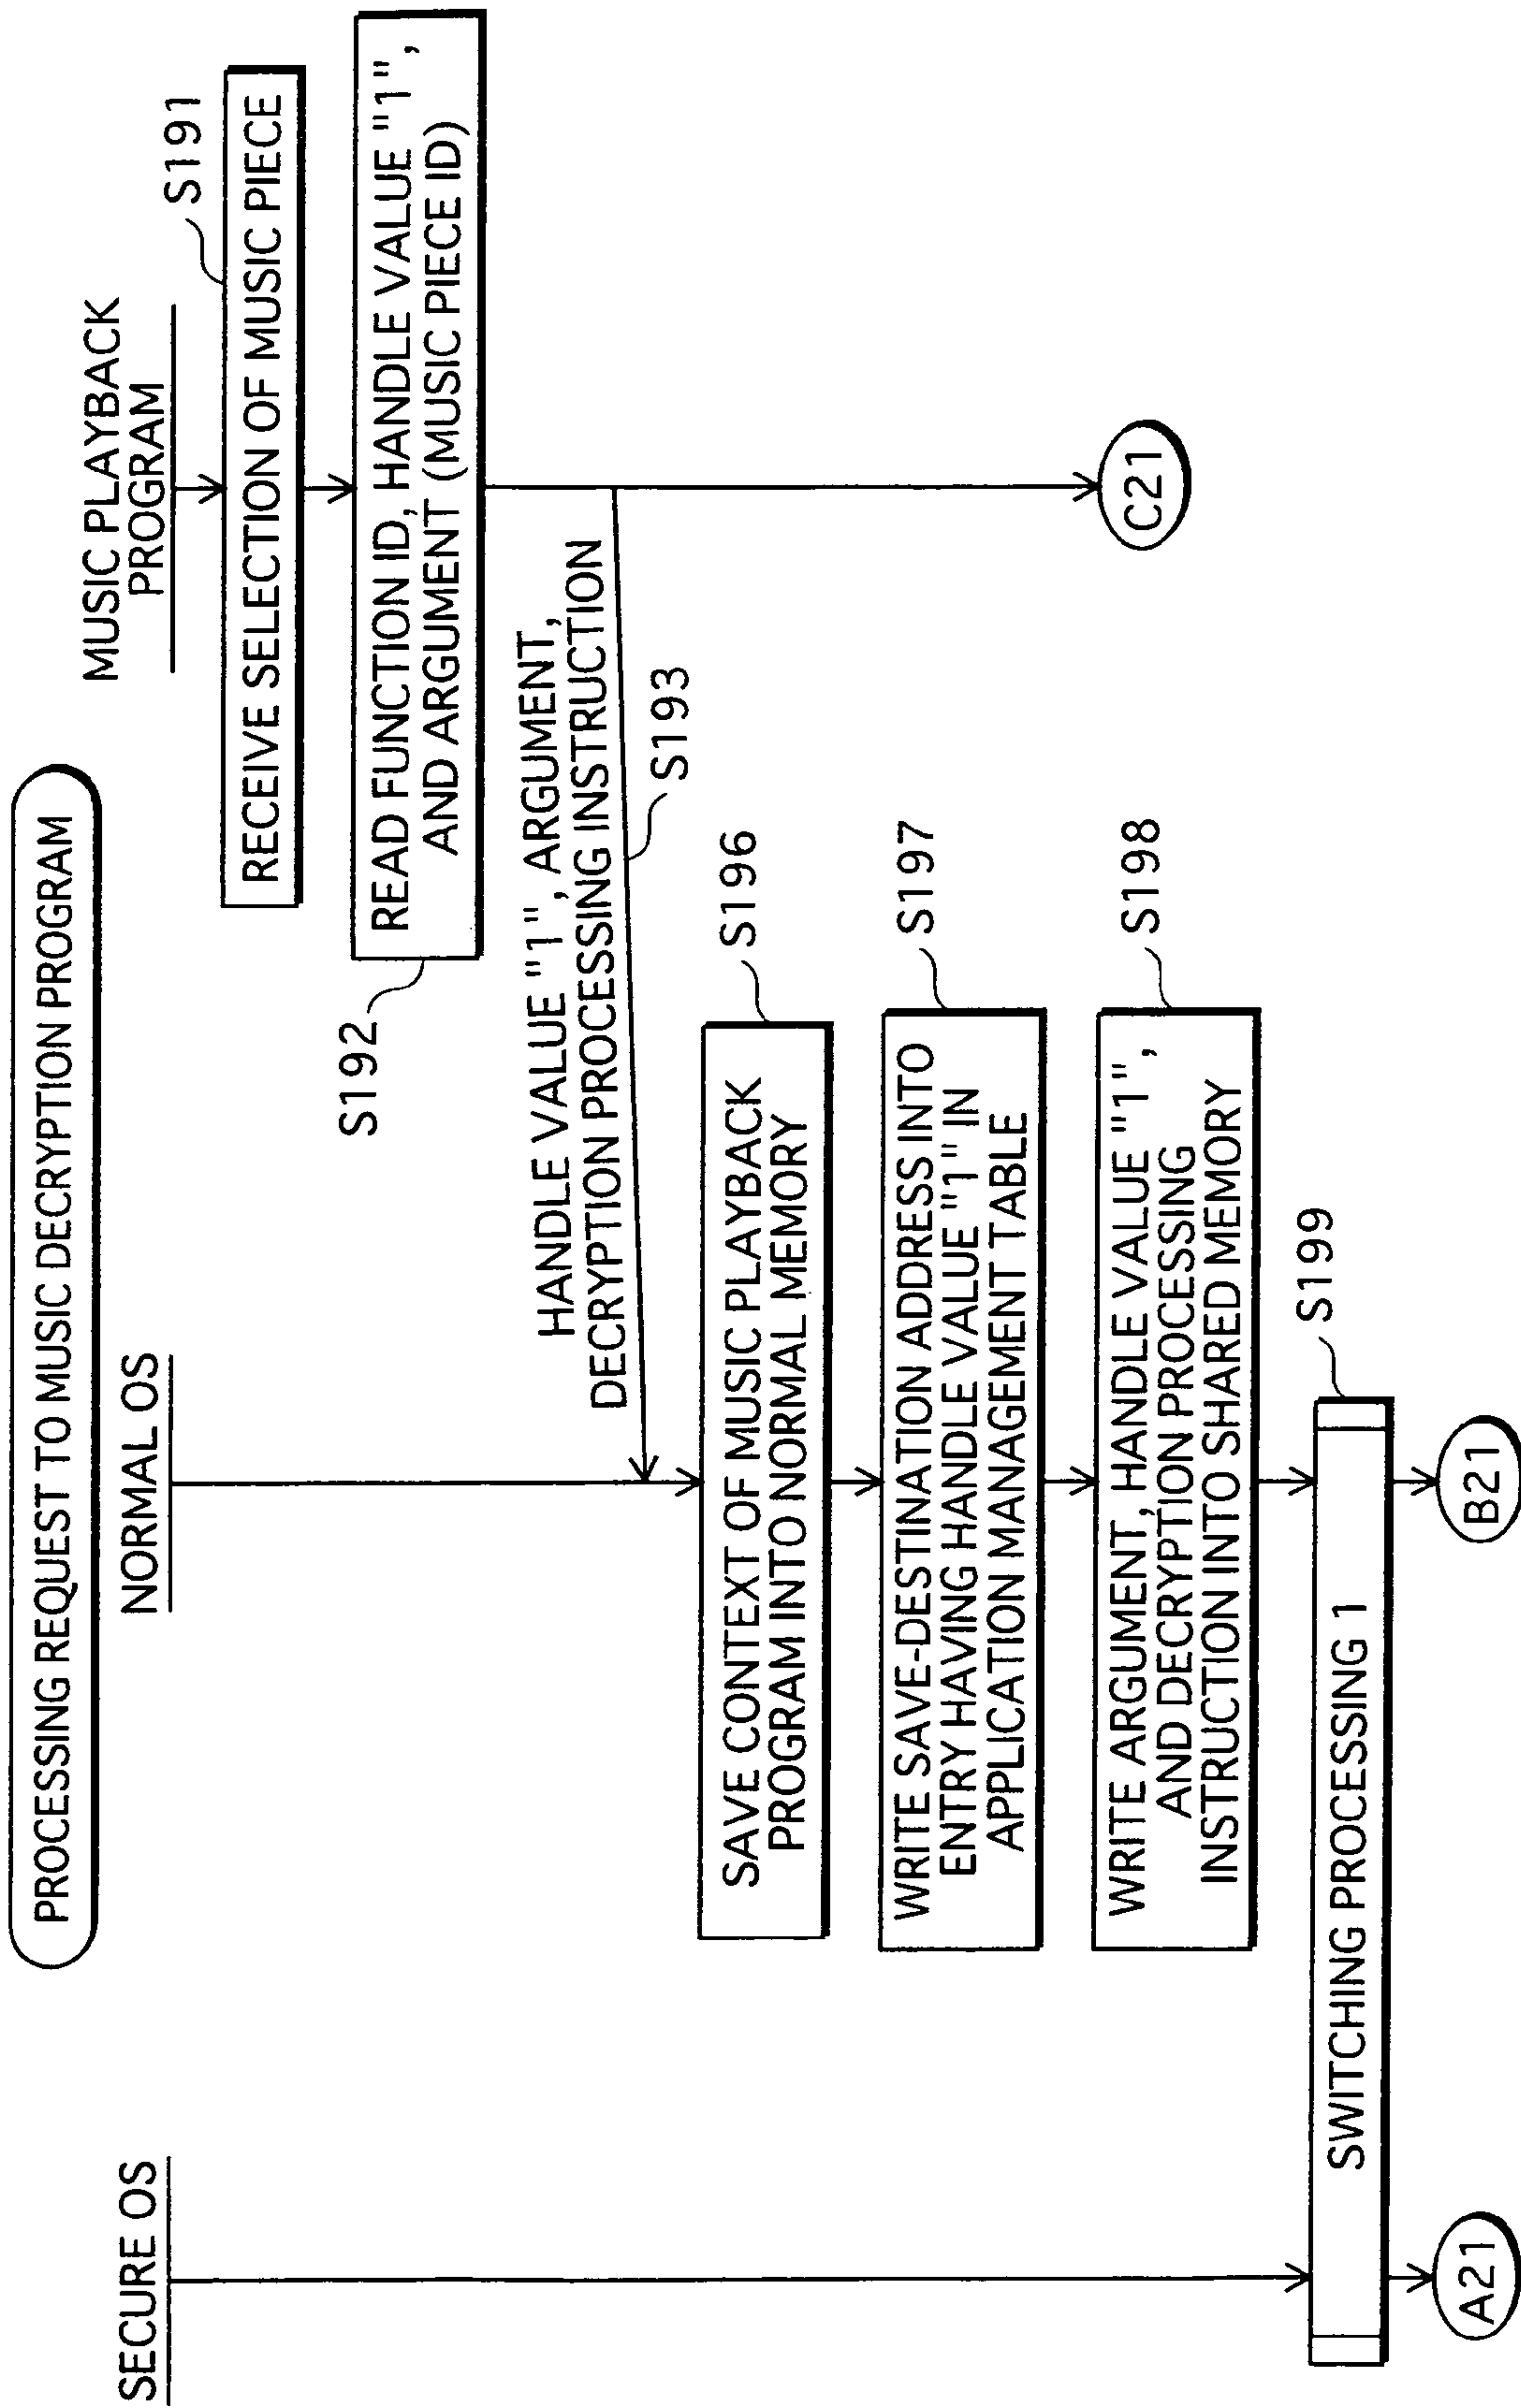 PROCESSING REQUEST TO MUSIC DECRYPTION PROGRAM
SECURE OS
NORMAL OS
MUSIC PLAYBACK
PROGRAM
S191
RECEIVE SELECTION OF MUSIC PIECE
S192
READ FUNCTION ID, HANDLE VALUE "1",
AND ARGUMENT (MUSIC PIECE ID)
HANDLE VALUE "1", ARGUMENT,
DECRYPTION PROCESSING INSTRUCTION
S193
S196
SAVE CONTEXT OF MUSIC PLAYBACK
PROGRAM INTO NORMAL MEMORY
S197
WRITE SAVE-DESTINATION ADDRESS INTO
ENTRY HAVING HANDLE VALUE "1" IN
APPLICATION MANAGEMENT TABLE
S198
WRITE ARGUMENT, HANDLE VALUE "1",
AND DECRYPTION PROCESSING
INSTRUCTION INTO SHARED MEMORY
S199
SWITCHING PROCESSING 1
A21
B21
C21